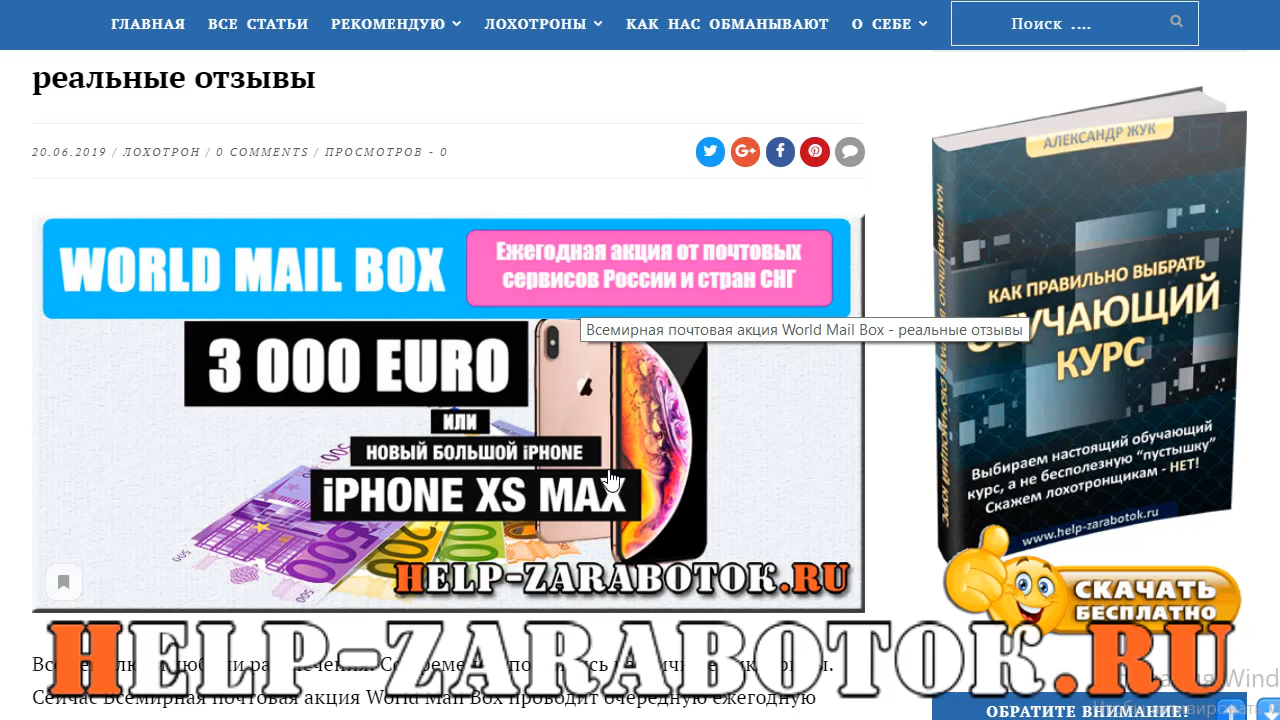 ГЛАВНАЯ ВСЕ СТАТЬИ РЕКОМЕНДУЮ ЛОХОТРОНЫ КАК НАС ОБМАНЫВАЮТ О СЕБЕ Поиск ....
реальные отзывы
20.06.2019 / ЛОХОТРОН / 0 COMMENTS / ПРОСМОТРОВ - 0
WORLD MAIL BOX
Ежегодная акция от почтовых
сервисов России и стран СНГ
Всемирная почтовая акция World Mail Box - реальные отзывы
3 000 EURO
ИЛИ
НОВЫЙ БОЛЬШОЙ iPHONE
iPHONE XS MAX
HELP-ZAROBOTOK.RU
HELP-ZAROBOTOK.RU
Сейчас Всемирная почтовая акция World Mail Box проводит очередную ежегодную
АЛЕКСАНДР ЖУК
КАК ПРАВИЛЬНО ВЫБРАТЬ
ОБУЧАЮЩИЙ
КУРС
Выбираем настоящий обучающий
курс, а не бесполезную "пустышку"
Скажем лохотронщикам - НЕТ!
www.help-zarabotok.ru
СКАЧАТЬ
БЕСПЛАТНО
ОБРАТИТЕ ВНИМАНИЕ!